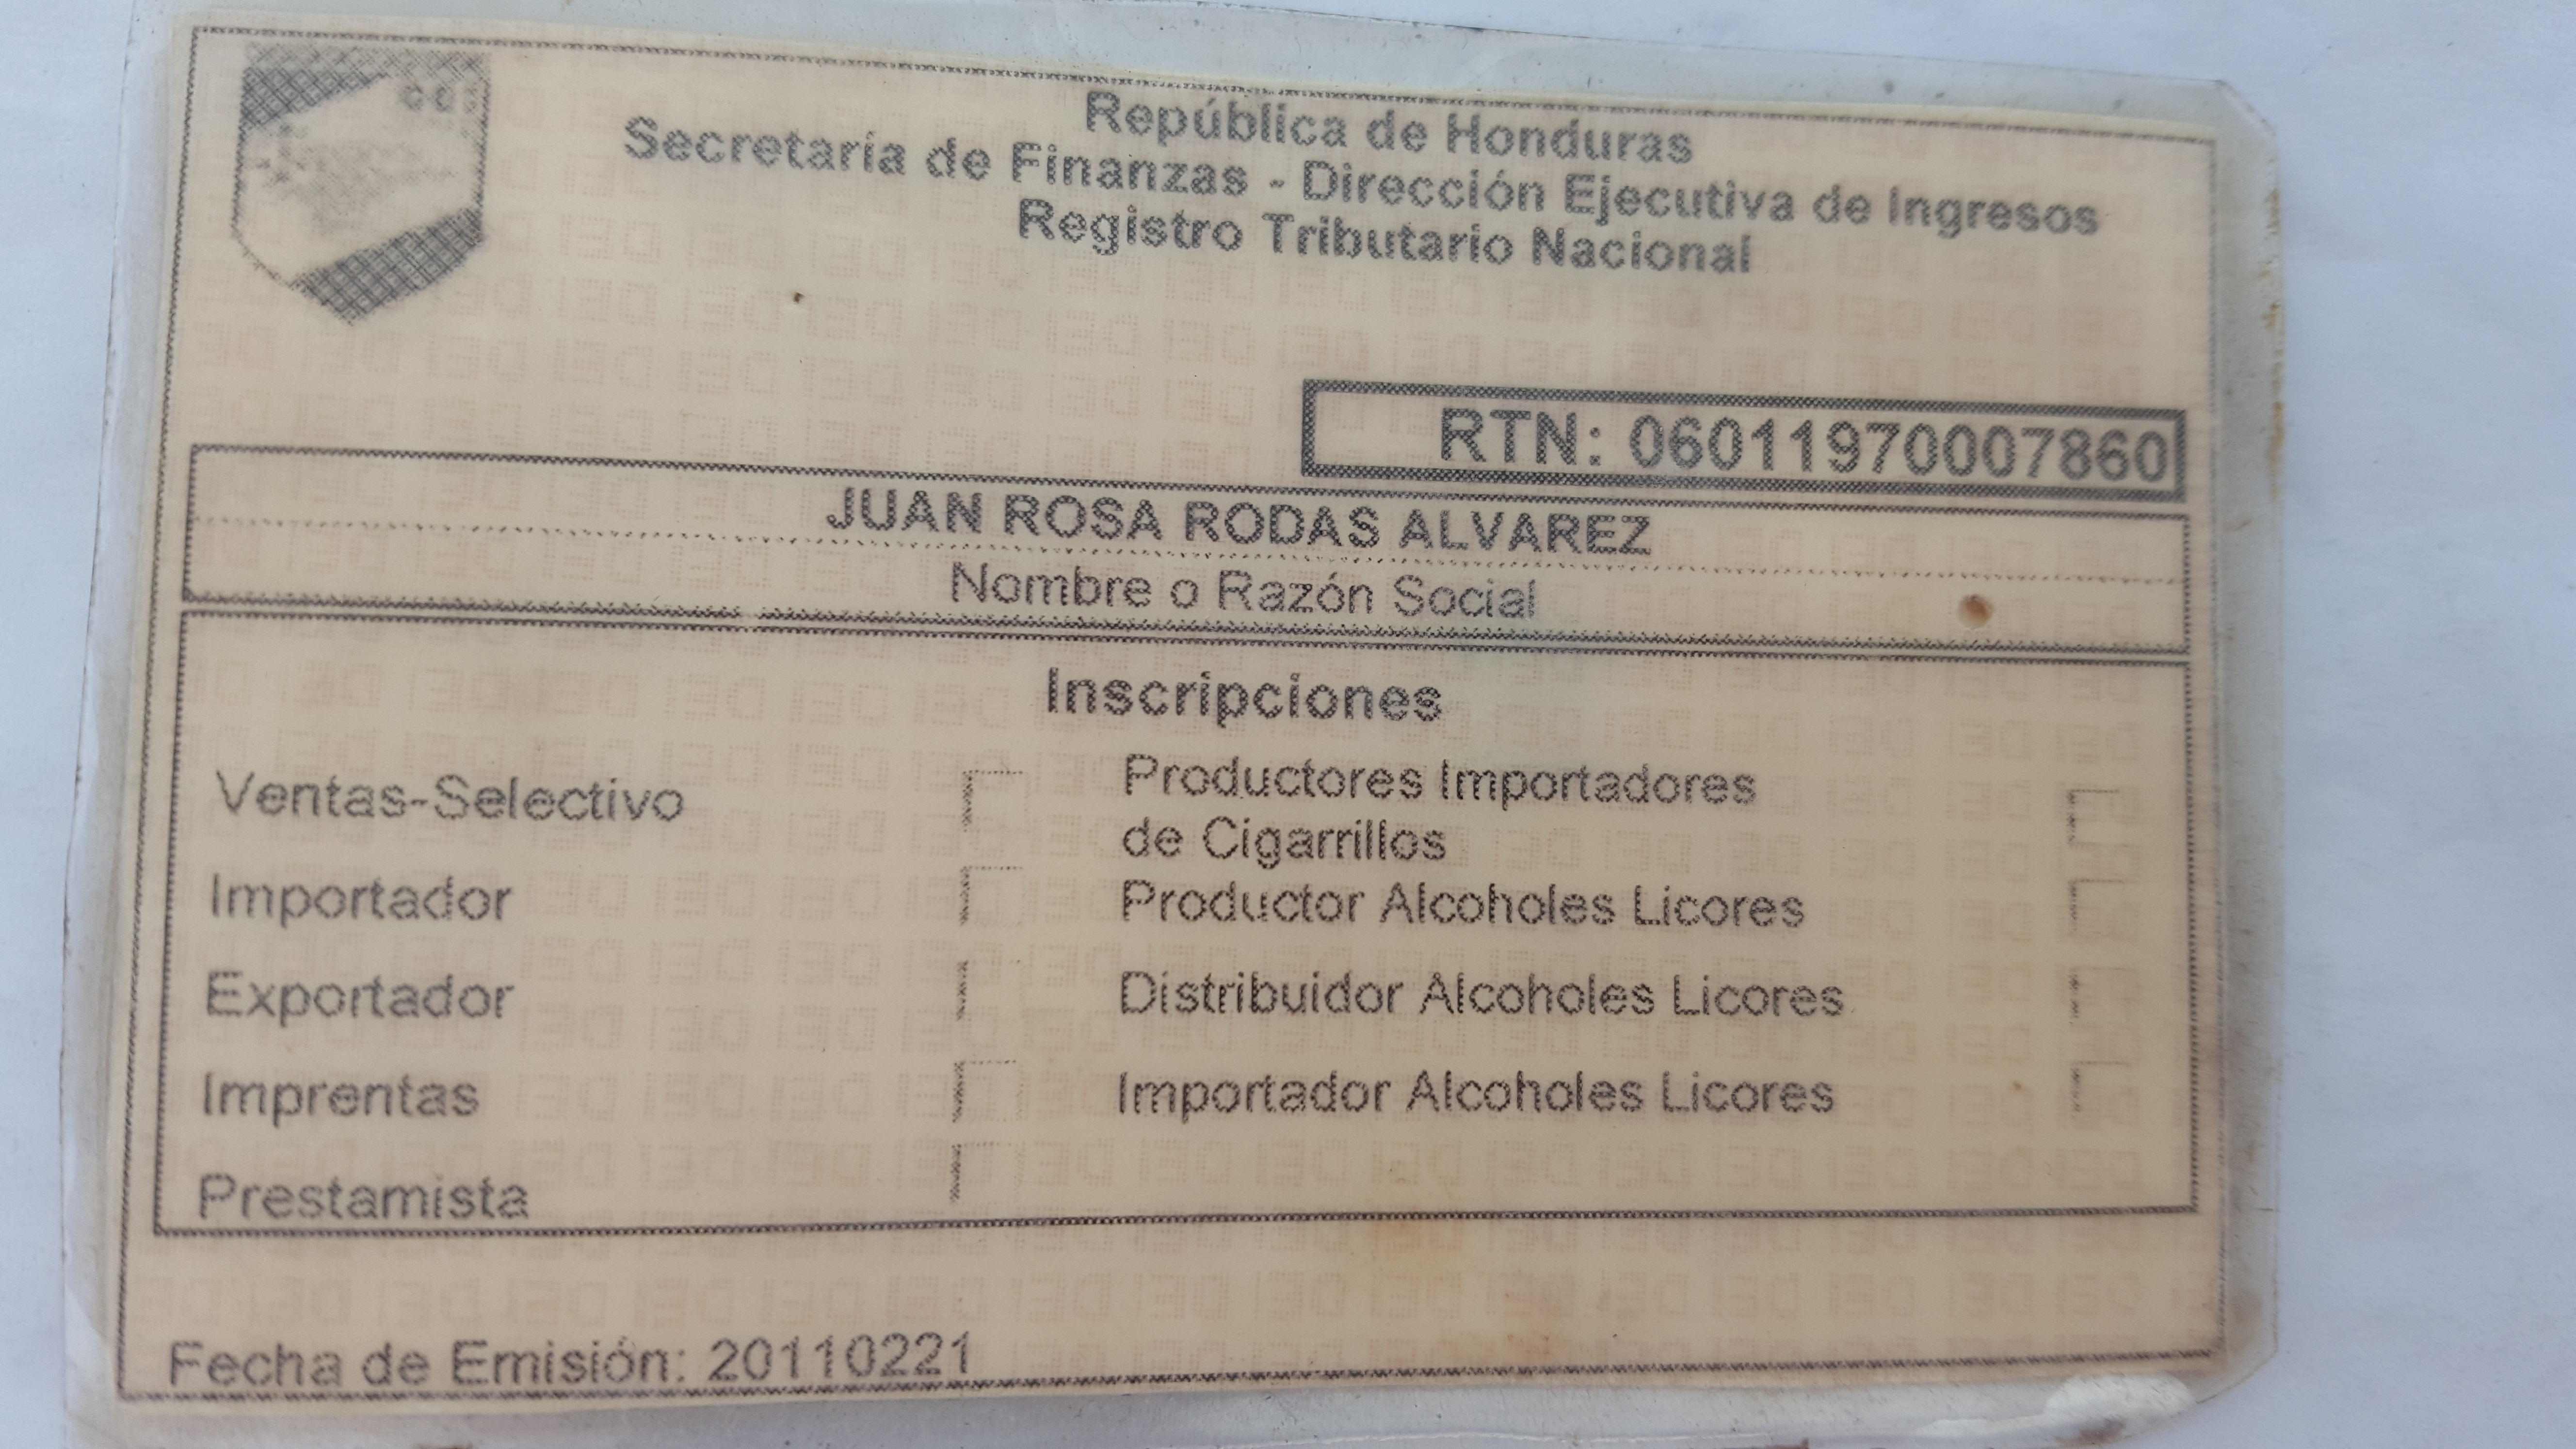 República de Honduras
Secretaría de Finanzas - Dirección Ejecutiva de Ingresos
Registro Tributario Nacional
RTN: 06011970007860
JUAN ROSA RODAS ALVAREZ
Nombre o Razón Social
Inscripciones
Ventas-Selectivo
Productores Importadores
de Cigarrillos
Importador
Productor Alcoholes Licores
Exportador
Distribuidor Alcoholes Licores
Imprentas
Importador Alcoholes Licores
Prestamista
Fecha de Emisión: 20110221